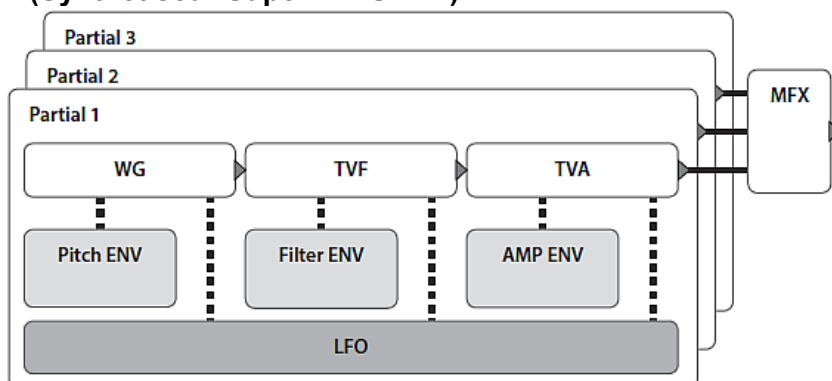 Partial 3
Partial 2
MFX
Partial 1
WG
TVF
TVA
Pitch ENV
Filter ENV
AMP ENV
LFO